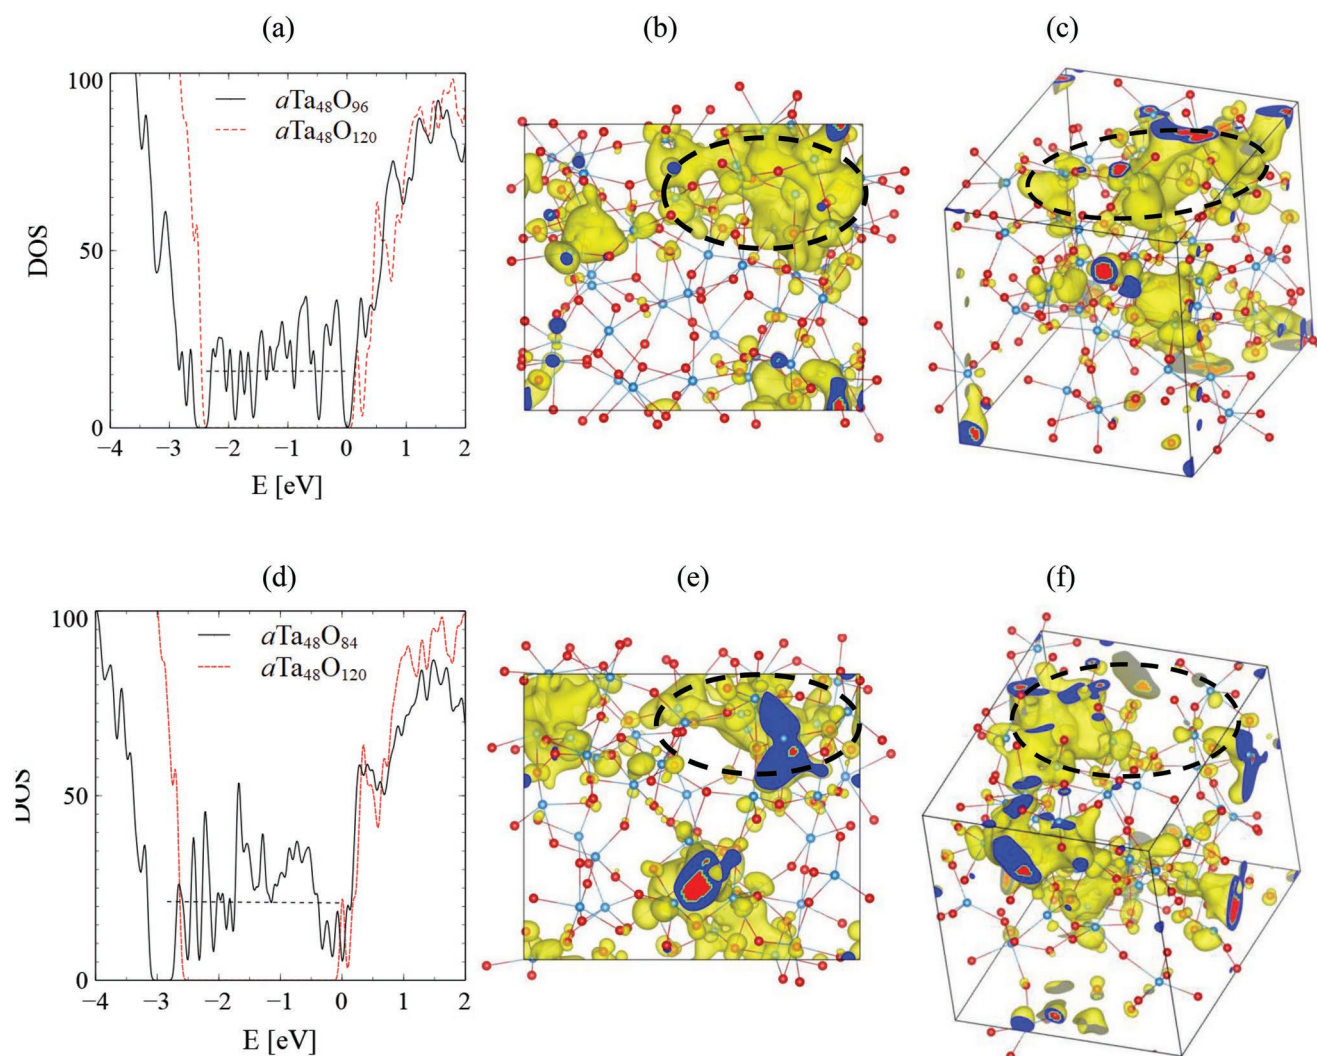 (a) (b) (c)
100
50
0
DOS
aTa₄₈O₉₆
aTa₄₈O₁₂₀
−4 −3 −2 −1 0 1 2
E [eV]
(d) (e) (f)
100
50
0
DOS
aTa₄₈O₈₄
aTa₄₈O₁₂₀
−4 −3 −2 −1 0 1 2
E [eV]